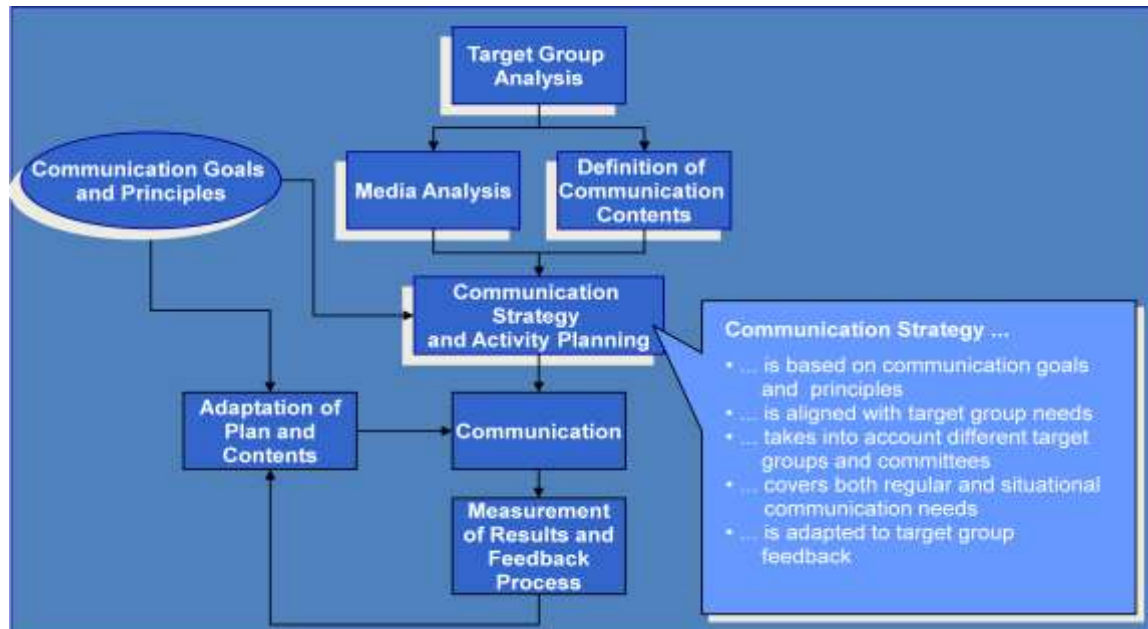 Target Group
Analysis
Communication Goals
and Principles
Media Analysis
Definition of
Communication
Contents
Communication
Strategy
and Activity Planning
Adaptation of
Plan and
Contents
Communication
Measurement
of Results and
Feedback
Process
Communication Strategy ...
• ... is based on communication goals
and principles
• ... is aligned with target group needs
• ... takes into account different target
groups and committees
• ... covers both regular and situational
communication needs
• ... is adapted to target group
feedback